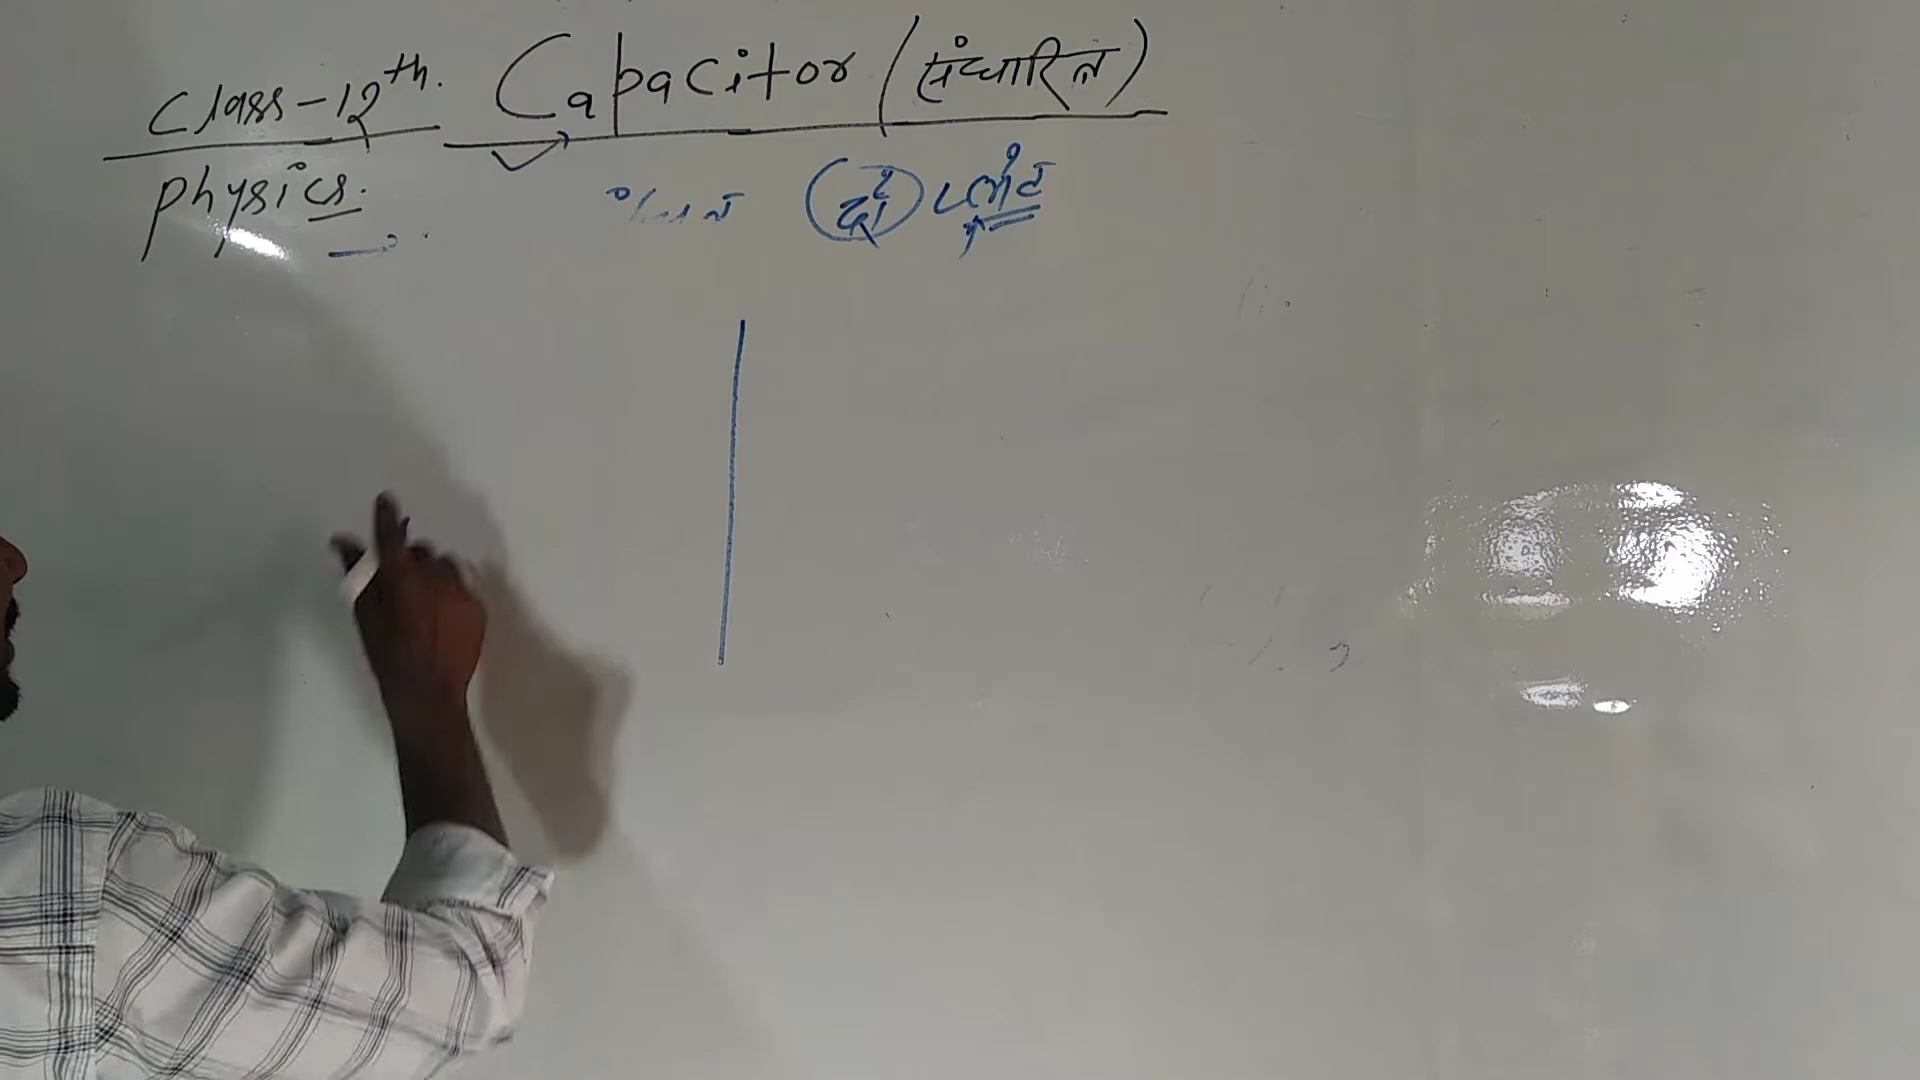 Class-12th. Capacitor (संधारित्र)
Physics.
दो प्लेट